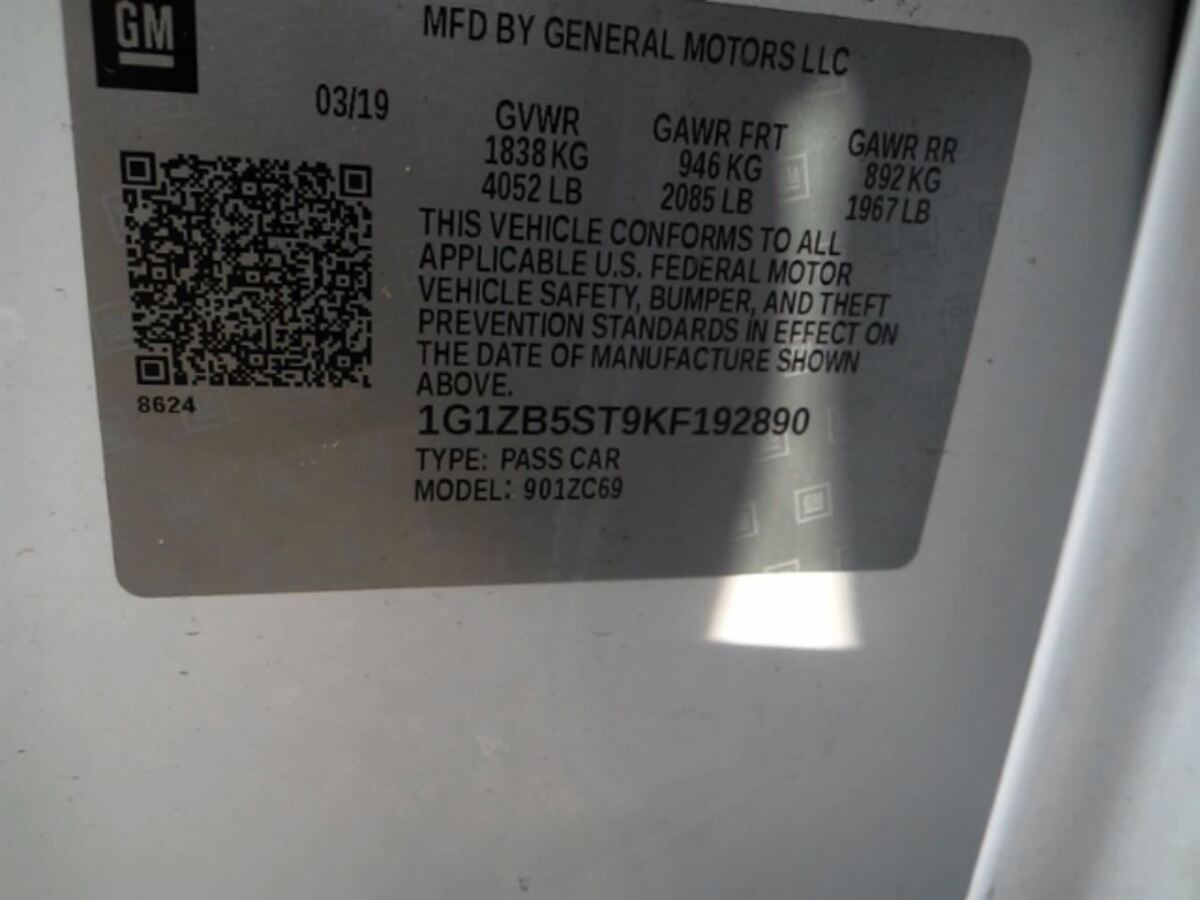 GM
MFD BY GENERAL MOTORS LLC
03/19
GVWR GAWR FRT GAWR RR
1838 KG 946 KG 892 KG
4052 LB 2085 LB 1967 LB
THIS VEHICLE CONFORMS TO ALL
APPLICABLE U.S. FEDERAL MOTOR
VEHICLE SAFETY, BUMPER, AND THEFT
PREVENTION STANDARDS IN EFFECT ON
THE DATE OF MANUFACTURE SHOWN
ABOVE.
8624
1G1ZB5ST9KF192890
TYPE: PASS CAR
MODEL: 901ZC69
GM